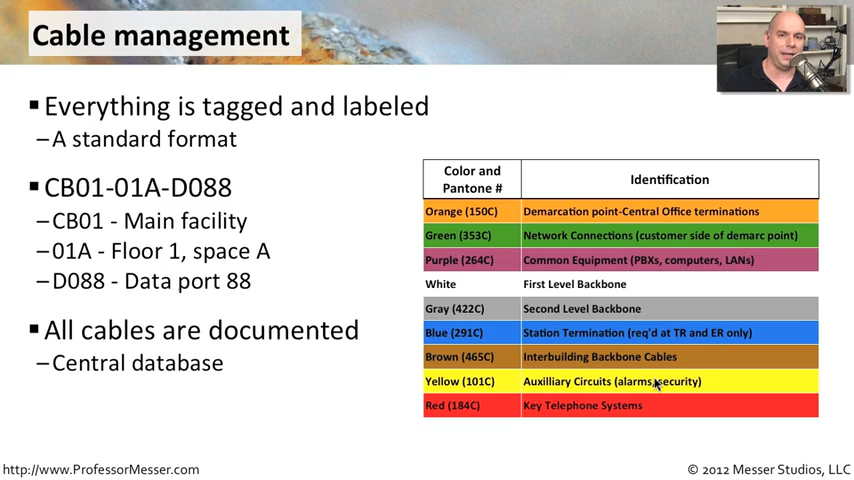 Cable management
▪Everything is tagged and labeled
–A standard format
▪CB01-01A-D088
–CB01 - Main facility
–01A - Floor 1, space A
–D088 - Data port 88
▪All cables are documented
–Central database
Color and Pantone # Identification
Orange (150C) Demarcation point-Central Office terminations
Green (353C) Network Connections (customer side of demarc point)
Purple (264C) Common Equipment (PBXs, computers, LANs)
White First Level Backbone
Gray (422C) Second Level Backbone
Blue (291C) Station Termination (req'd at TR and ER only)
Brown (465C) Interbuilding Backbone Cables
Yellow (101C) Auxilliary Circuits (alarms, security)
Red (184C) Key Telephone Systems
http://www.ProfessorMesser.com © 2012 Messer Studios, LLC